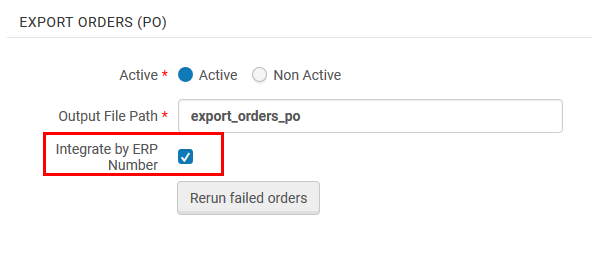 EXPORT ORDERS (PO)
Active * Active Non Active
Output File Path * export_orders_po
Integrate by ERP
Number
Rerun failed orders